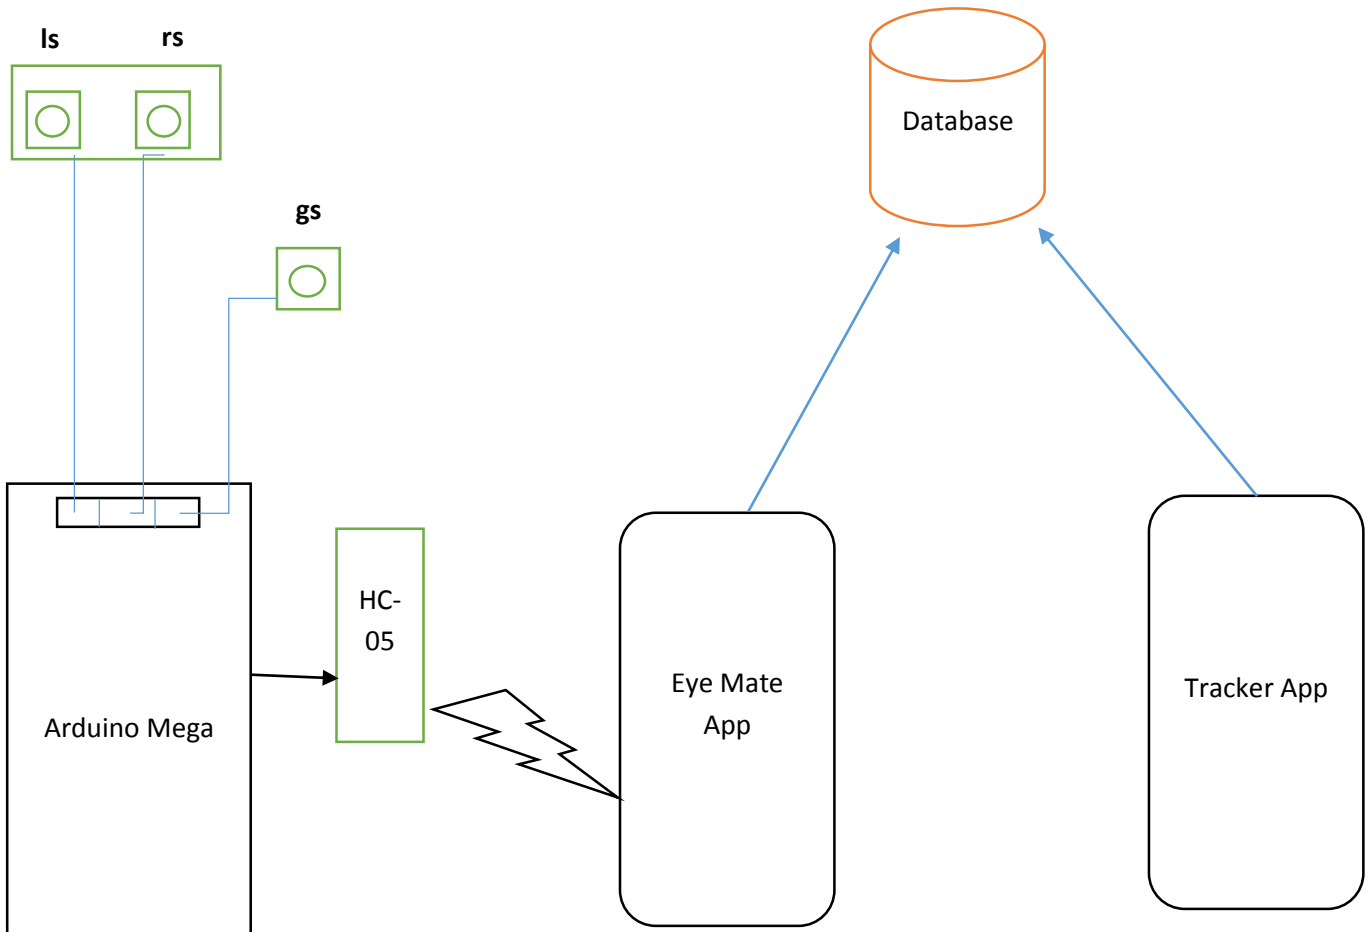 ls
rs
Database
gs
HC-
05
Eye Mate
App
Tracker App
Arduino Mega